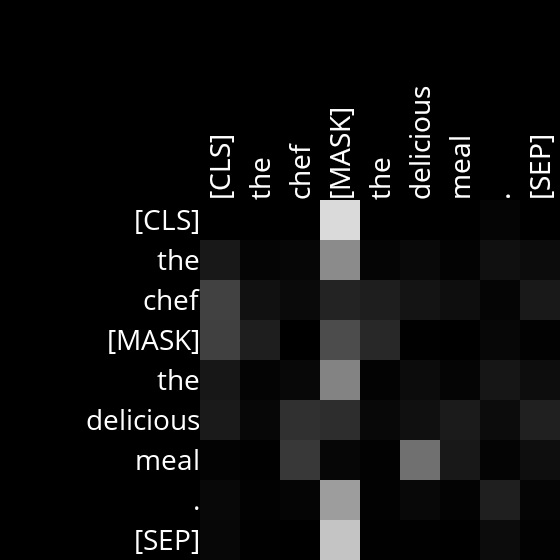 [CLS] the chef [MASK] the delicious meal . [SEP]
[CLS]
the
chef
[MASK]
the
delicious
meal
.
[SEP]